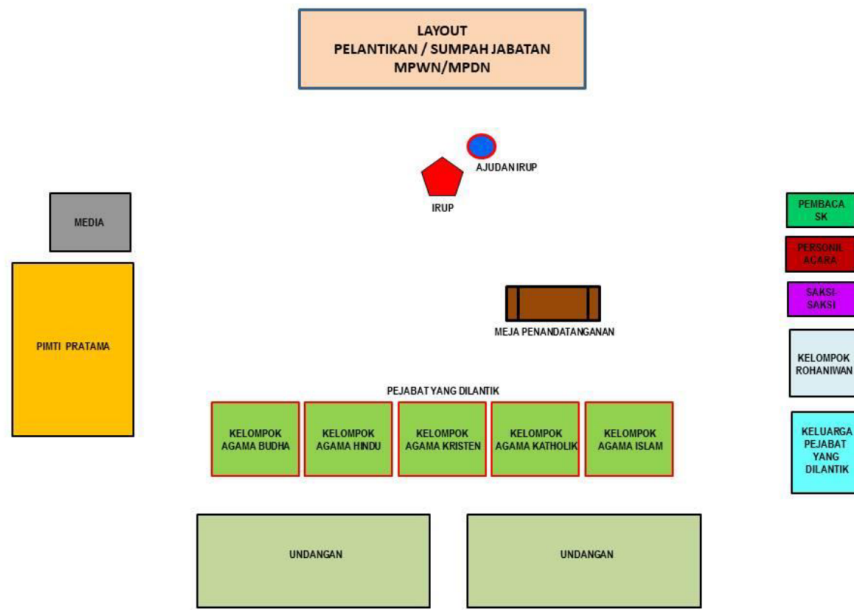 LAYOUT
PELANTIKAN / SUMPAH JABATAN
MPWN/MPDN
AJUDAN IRUP
IRUP
MEDIA
PEMBACA
SK
PERSONIL
ACARA
SAKSI-
SAKSI
MEJA PENANDATANGANAN
PIMTI PRATAMA
KELOMPOK
ROHANIWAN
PEJABAT YANG DILANTIK
KELOMPOK
AGAMA BUDHA
KELOMPOK
AGAMA HINDU
KELOMPOK
AGAMA KRISTEN
KELOMPOK
AGAMA KATHOLIK
KELOMPOK
AGAMA ISLAM
KELUARGA
PEJABAT
YANG
DILANTIK
UNDANGAN
UNDANGAN